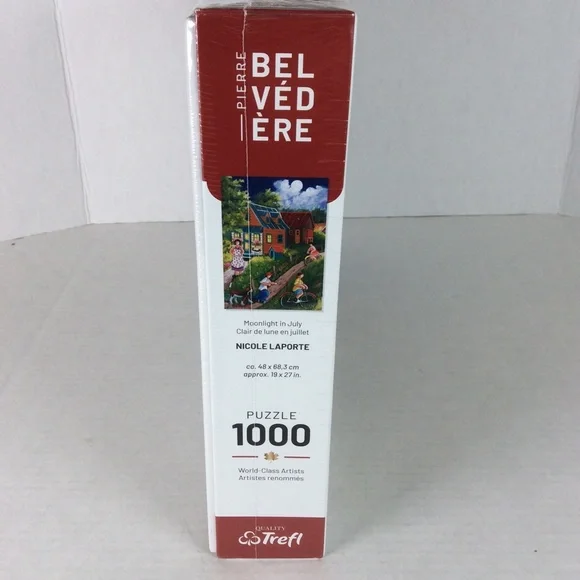 PIERRE
BEL
VÉD
ÈRE
Moonlight in July
Clair de lune en juillet
NICOLE LAPORTE
ca. 48 x 68,3 cm
approx. 19 x 27 in.
PUZZLE
1000
World-Class Artists
Artistes renommés
QUALITY
Trefl